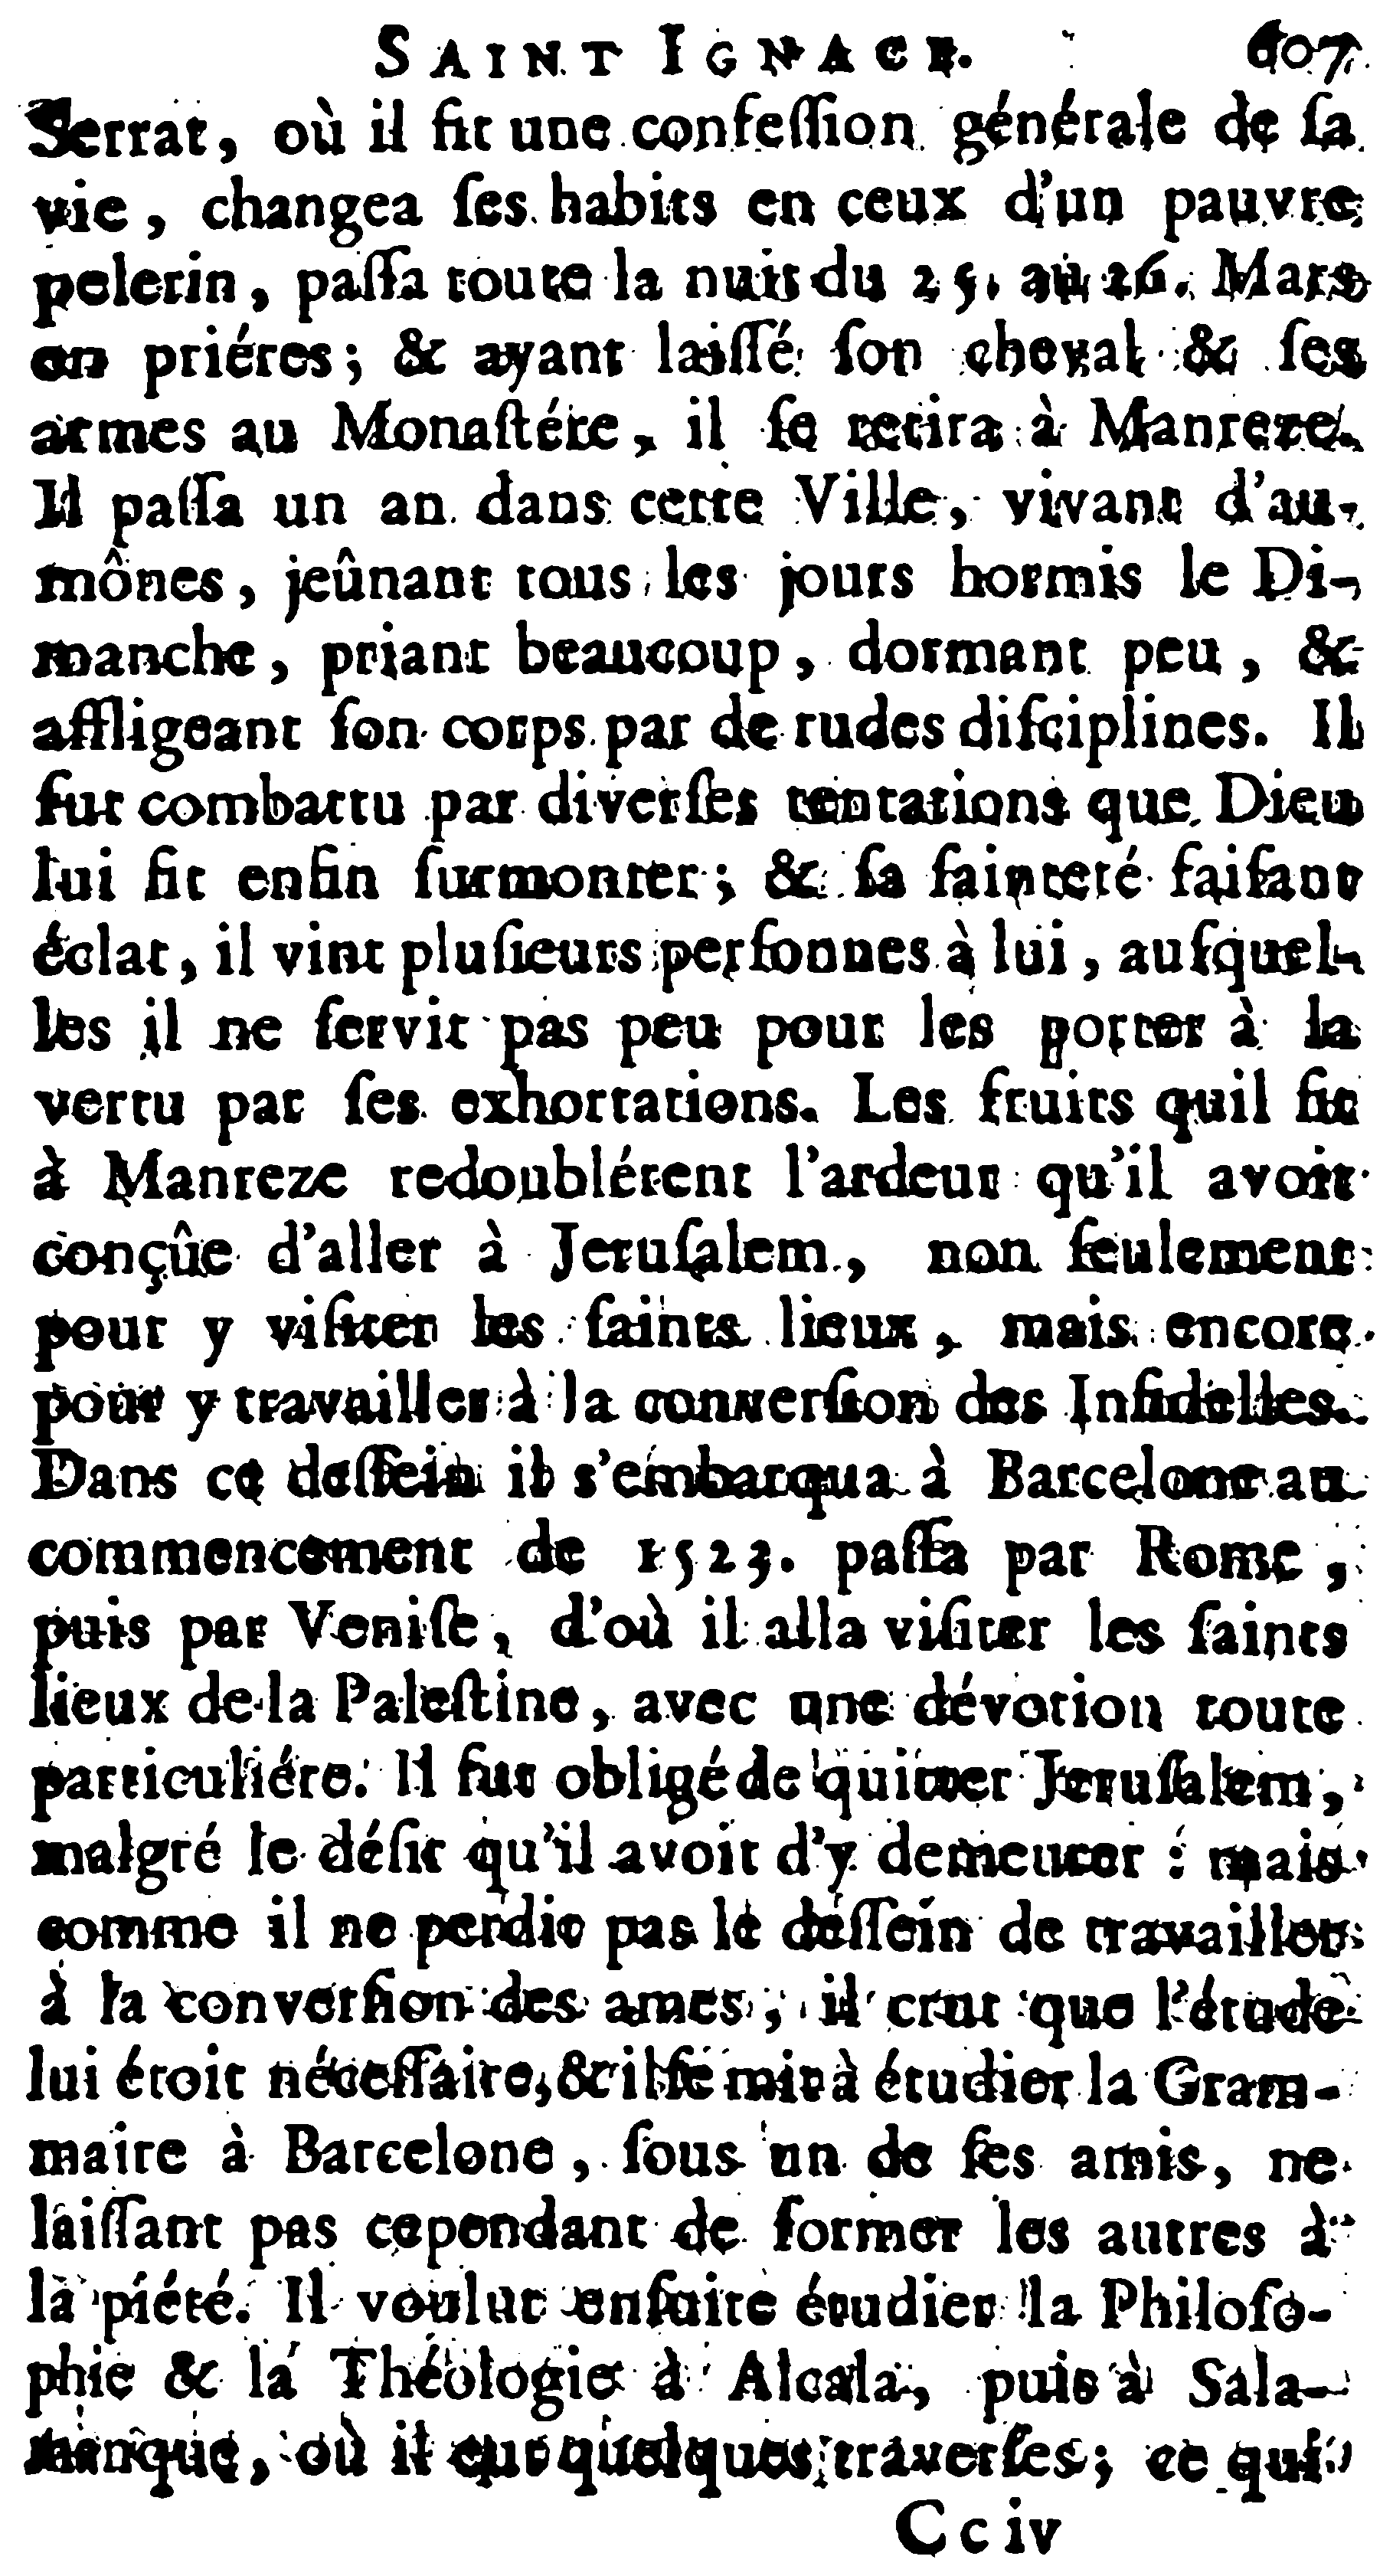 SAINT IGNACE. 607
Serrat, où il fit une confeſſion générale de ſa
vie, changea ſes habits en ceux d'un pauvre
pelerin, paſſa toute la nuit du 25. au 26. Mars
en priéres; & ayant laiſſé ſon cheval & ſes
armes au Monaſtére, il ſe retira à Manreze.
Il paſſa un an dans cette Ville, vivant d'au-
mônes, jeûnant tous les jours hormis le Di-
manche, priant beaucoup, dormant peu, &
affligeant ſon corps par de rudes diſciplines. Il
fut combattu par diverſes tentations que Dieu
lui fit enfin ſurmonter; & ſa ſainteté faiſant
éclat, il vint pluſieurs perſonnes à lui, auſquel-
les il ne ſervit pas peu pour les porter à la
vertu par ſes exhortations. Les fruits quil fit
à Manreze redoublérent l'ardeur qu'il avoit
conçûe d'aller à Jeruſalem, non ſeulement
pour y viſiter les ſaints lieux, mais encore
pour y travailler à la converſion des Infidelles.
Dans ce deſſein il s'embarqua à Barcelone au
commencement de 1523. paſſa par Rome,
puis par Veniſe, d'où il alla viſiter les ſaints
lieux de la Paleſtine, avec une dévotion toute
particuliére. Il fut obligé de quitter Jeruſalem,
malgré le déſir qu'il avoit d'y demeurer : mais
comme il ne perdit pas le deſſein de travailler
à la converſion des ames, il crut que l'étude
lui étoit néceſſaire, & il ſe mit à étudier la Gram-
maire à Barcelone, ſous un de ſes amis, ne
laiſſant pas cependant de former les autres à
la piété. Il voulut enſuite étudier la Philoſo-
phie & la Théologie à Alcala, puis à Sala-
manque, où il eut quelques traverſes; ce qui
Cc iv